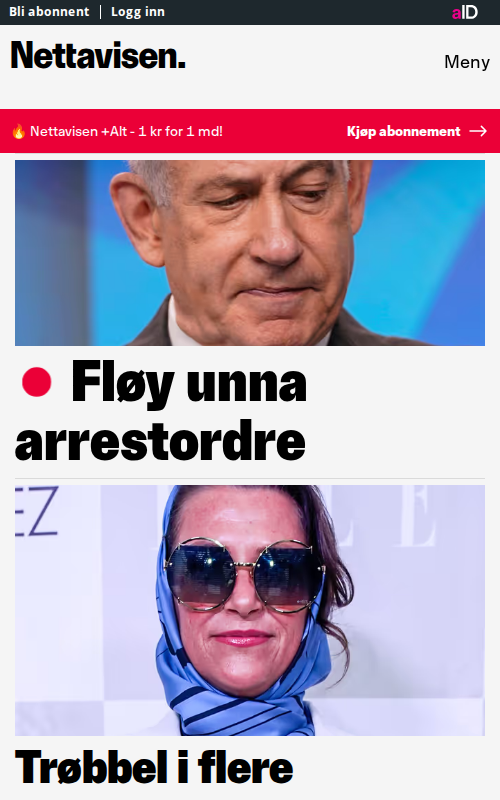 Bli abonnent | Logg inn
aID
Nettavisen.
Meny
🔥 Nettavisen +Alt - 1 kr for 1 md!
Kjøp abonnement →
EZ
E L E
Fløy unna
arrestordre
Trøbbel i flere